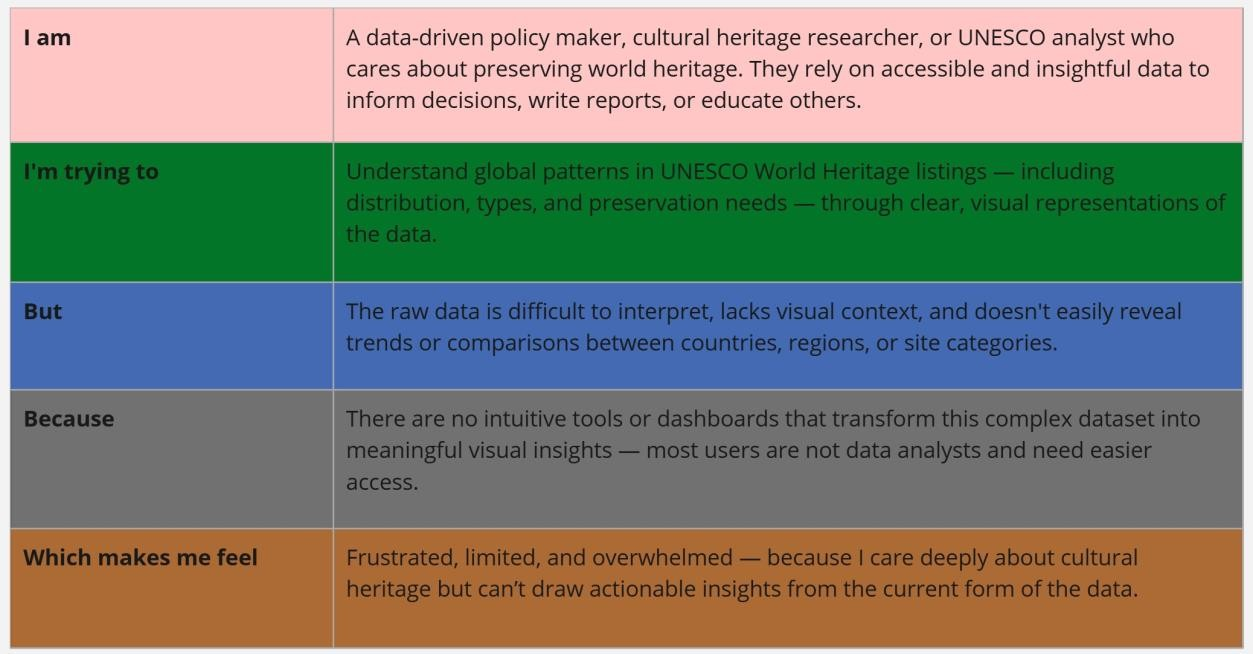 I am
A data-driven policy maker, cultural heritage researcher, or UNESCO analyst who
cares about preserving world heritage. They rely on accessible and insightful data to
inform decisions, write reports, or educate others.
I'm trying to
Understand global patterns in UNESCO World Heritage listings — including
distribution, types, and preservation needs — through clear, visual representations of
the data.
But
The raw data is difficult to interpret, lacks visual context, and doesn't easily reveal
trends or comparisons between countries, regions, or site categories.
Because
There are no intuitive tools or dashboards that transform this complex dataset into
meaningful visual insights — most users are not data analysts and need easier
access.
Which makes me feel
Frustrated, limited, and overwhelmed — because I care deeply about cultural
heritage but can’t draw actionable insights from the current form of the data.